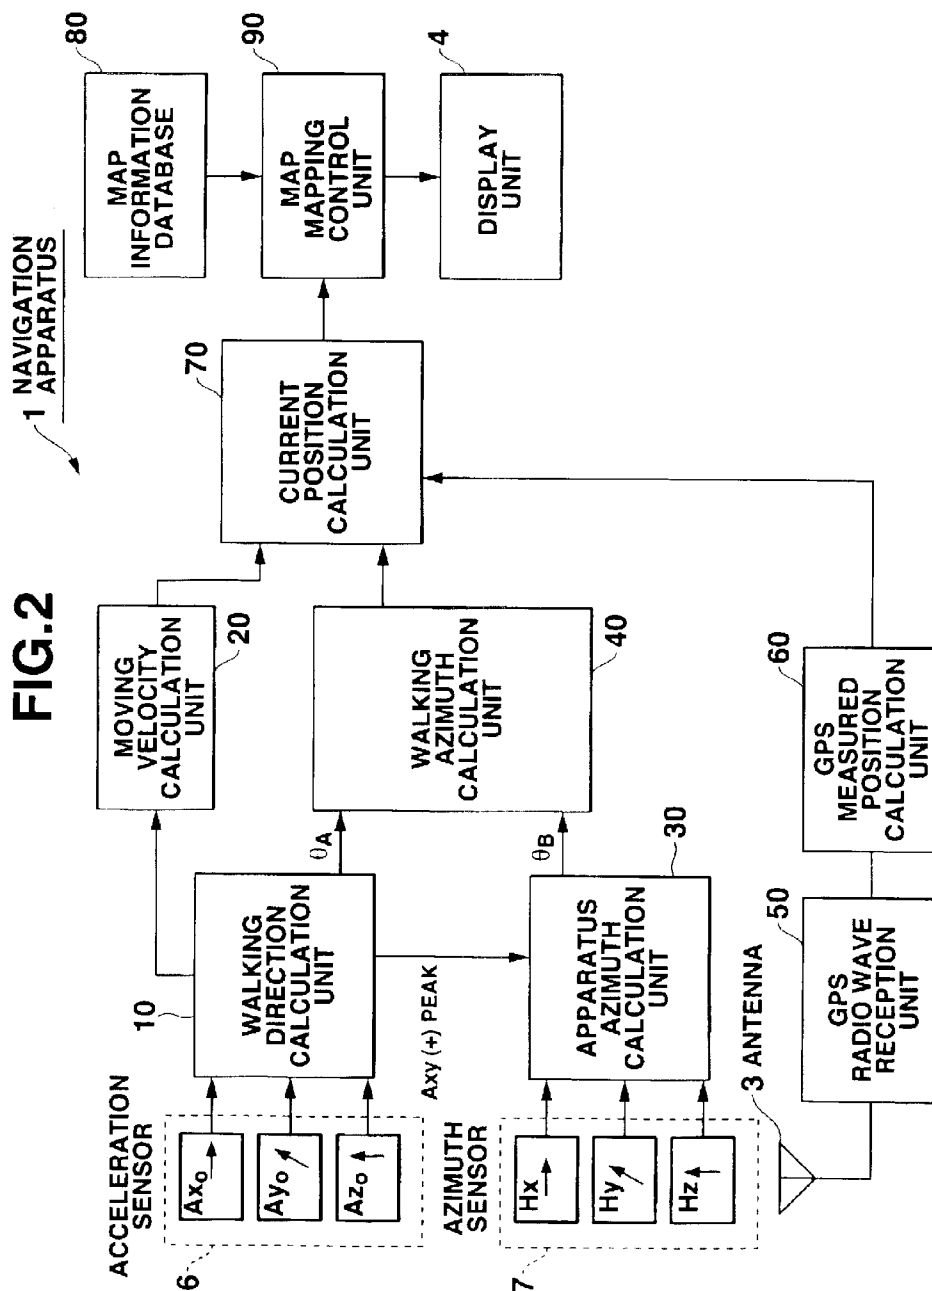 FIG.2
1 NAVIGATION
APPARATUS
80
MAP
INFORMATION
DATABASE
90
MAP
MAPPING
CONTROL
UNIT
4
DISPLAY
UNIT
70
CURRENT
POSITION
CALCULATION
UNIT
MOVING
VELOCITY
CALCULATION
UNIT
20
WALKING
AZIMUTH
CALCULATION
UNIT
40
GPS
MEASURED
POSITION
CALCULATION
UNIT
60
10
WALKING
DIRECTION
CALCULATION
UNIT
θA
Axy (+) PEAK
APPARATUS
AZIMUTH
CALCULATION
UNIT
30
θB
GPS
RADIO WAVE
RECEPTION
UNIT
50
3 ANTENNA
ACCELERATION
SENSOR
Axo
Ayo
Azo
6
AZIMUTH
SENSOR
Hx
Hy
Hz
7